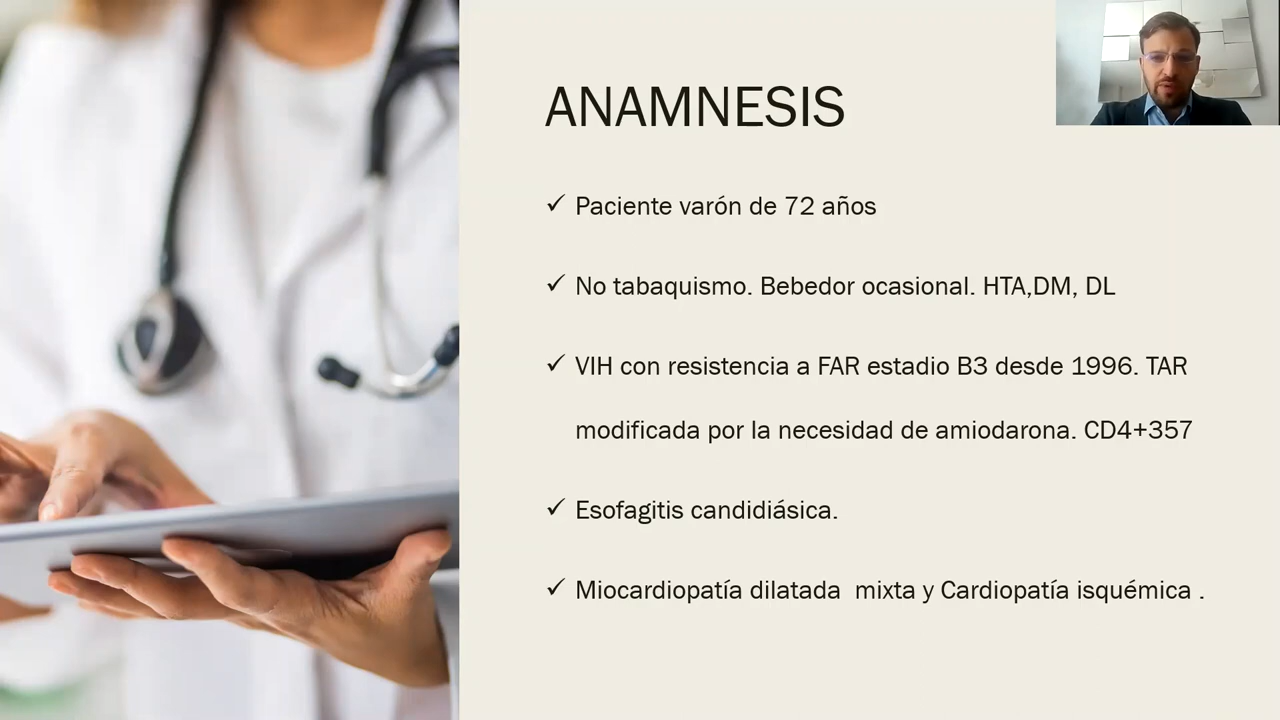 ANAMNESIS
✓ Paciente varón de 72 años
✓ No tabaquismo. Bebedor ocasional. HTA,DM, DL
✓ VIH con resistencia a FAR estadio B3 desde 1996. TAR
modificada por la necesidad de amiodarona. CD4+357
✓ Esofagitis candidiásica.
✓ Miocardiopatía dilatada  mixta y Cardiopatía isquémica .